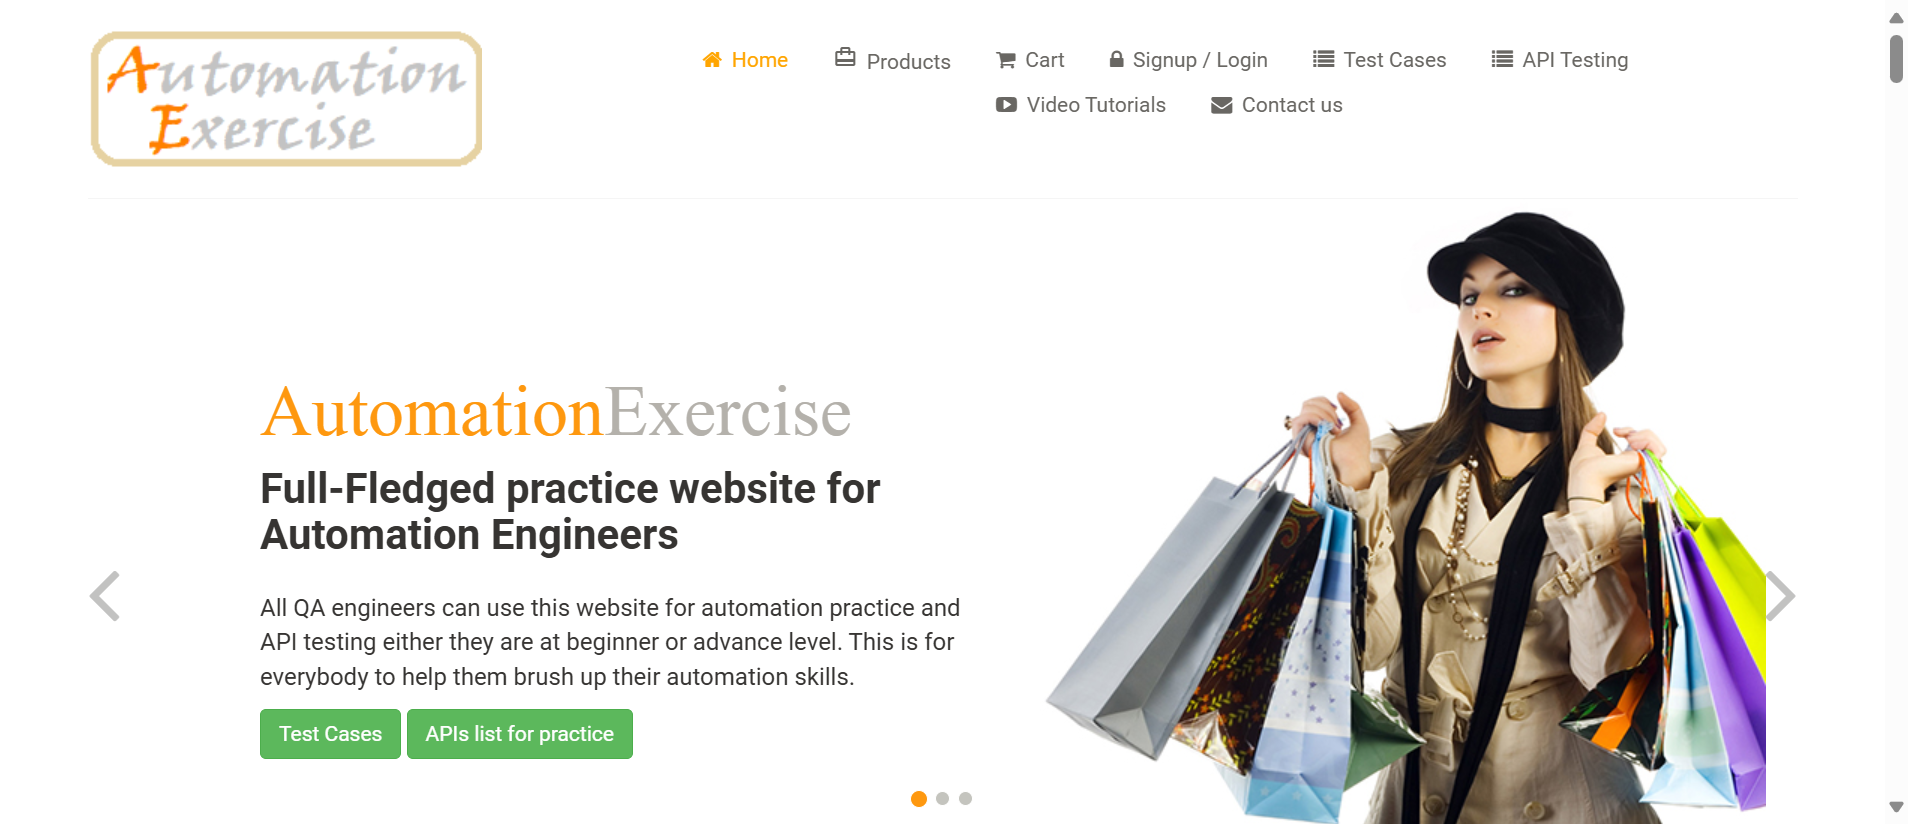 Automation
Exercise
Home Products Cart Signup / Login Test Cases API Testing
Video Tutorials Contact us
AutomationExercise
Full-Fledged practice website for
Automation Engineers
All QA engineers can use this website for automation practice and
API testing either they are at beginner or advance level. This is for
everybody to help them brush up their automation skills.
Test Cases APIs list for practice